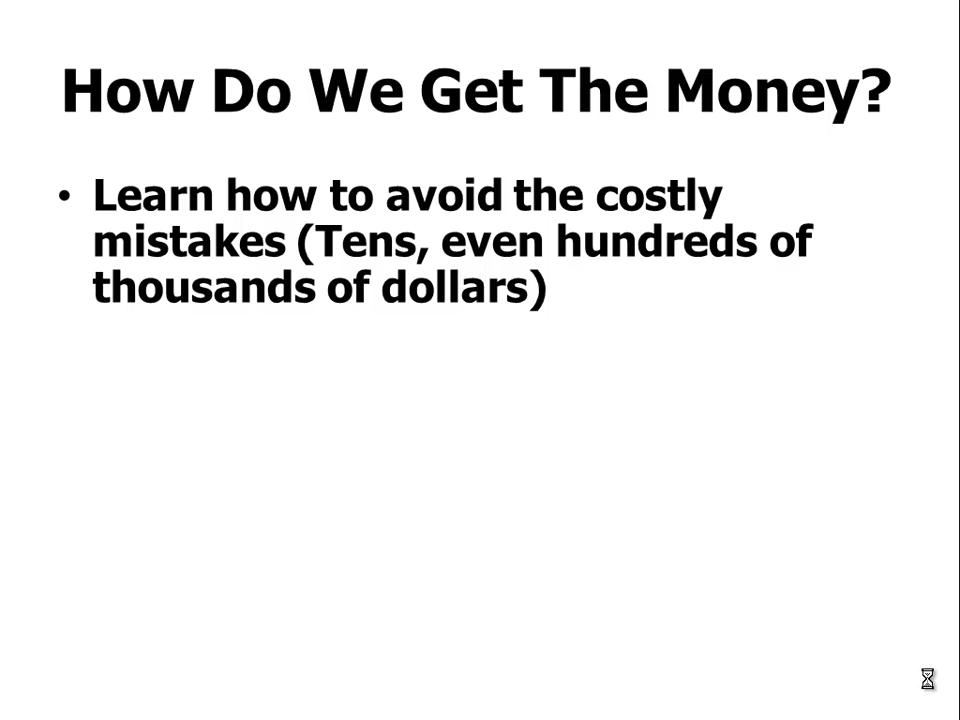 How Do We Get The Money?
• Learn how to avoid the costly
mistakes (Tens, even hundreds of
thousands of dollars)